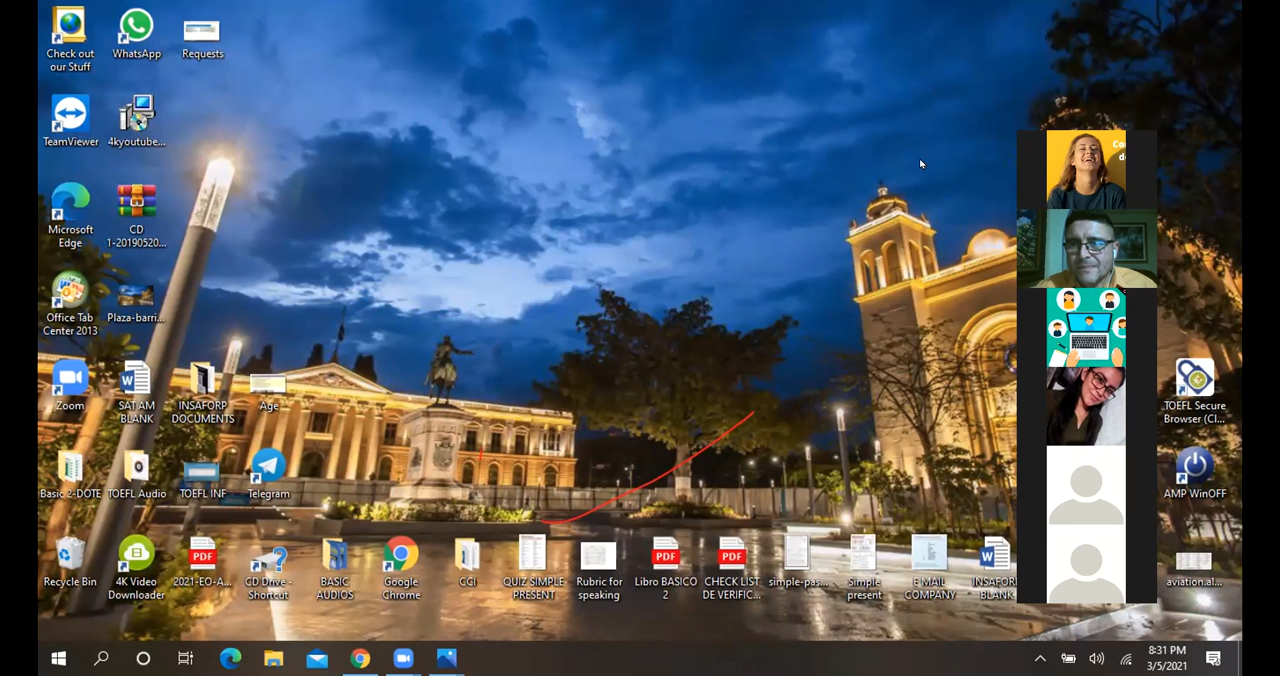 Check out
our Stuff
WhatsApp
Requests
TeamViewer
4kyoutube...
Microsoft
Edge
CD
1-20190520...
Office Tab
Center 2013
Plaza-barri...
Zoom
SAT AM
BLANK
INSAFORP
DOCUMENTS
Age
TOEFL Secure
Browser (Cl...
Basic 2-DOTE
TOEFL Audio
TOEFL INF
Telegram
AMP WinOFF
Recycle Bin
4K Video
Downloader
PDF
2021-EO-A...
CD Drive -
Shortcut
BASIC
AUDIOS
Google
Chrome
CCI
QUIZ SIMPLE
PRESENT
Rubric for
speaking
PDF
Libro BASICO
2
PDF
CHECK LIST
DE VERIFIC...
simple-pas...
Simple
present
E MAIL
COMPANY
INSAFOR
BLANK
aviation.al...
8:31 PM
3/5/2021